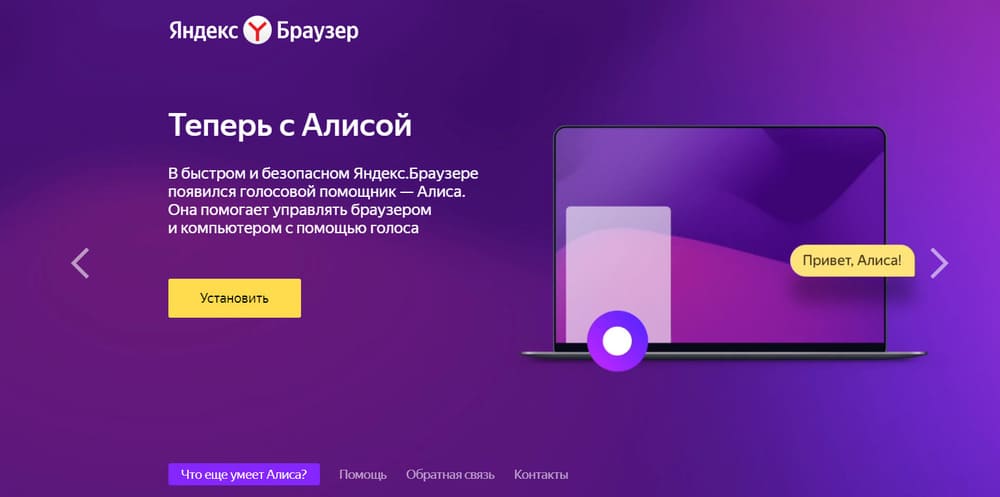 Яндекс Браузер
Теперь с Алисой
В быстром и безопасном Яндекс.Браузере
появился голосовой помощник — Алиса.
Она помогает управлять браузером
и компьютером с помощью голоса
Привет, Алиса!
Установить
Что еще умеет Алиса? Помощь Обратная связь Контакты